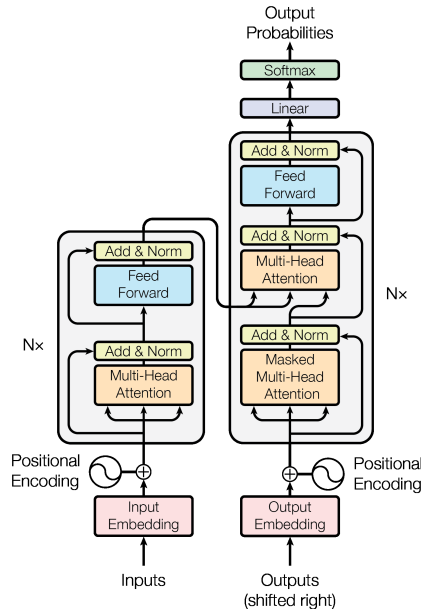 Output
Probabilities
Softmax
Linear
Add & Norm
Feed
Forward
Add & Norm
Multi-Head
Attention
Add & Norm
Masked
Multi-Head
Attention
N×
Add & Norm
Feed
Forward
Add & Norm
Multi-Head
Attention
N×
Positional
Encoding
Positional
Encoding
Input
Embedding
Output
Embedding
Inputs
Outputs
(shifted right)